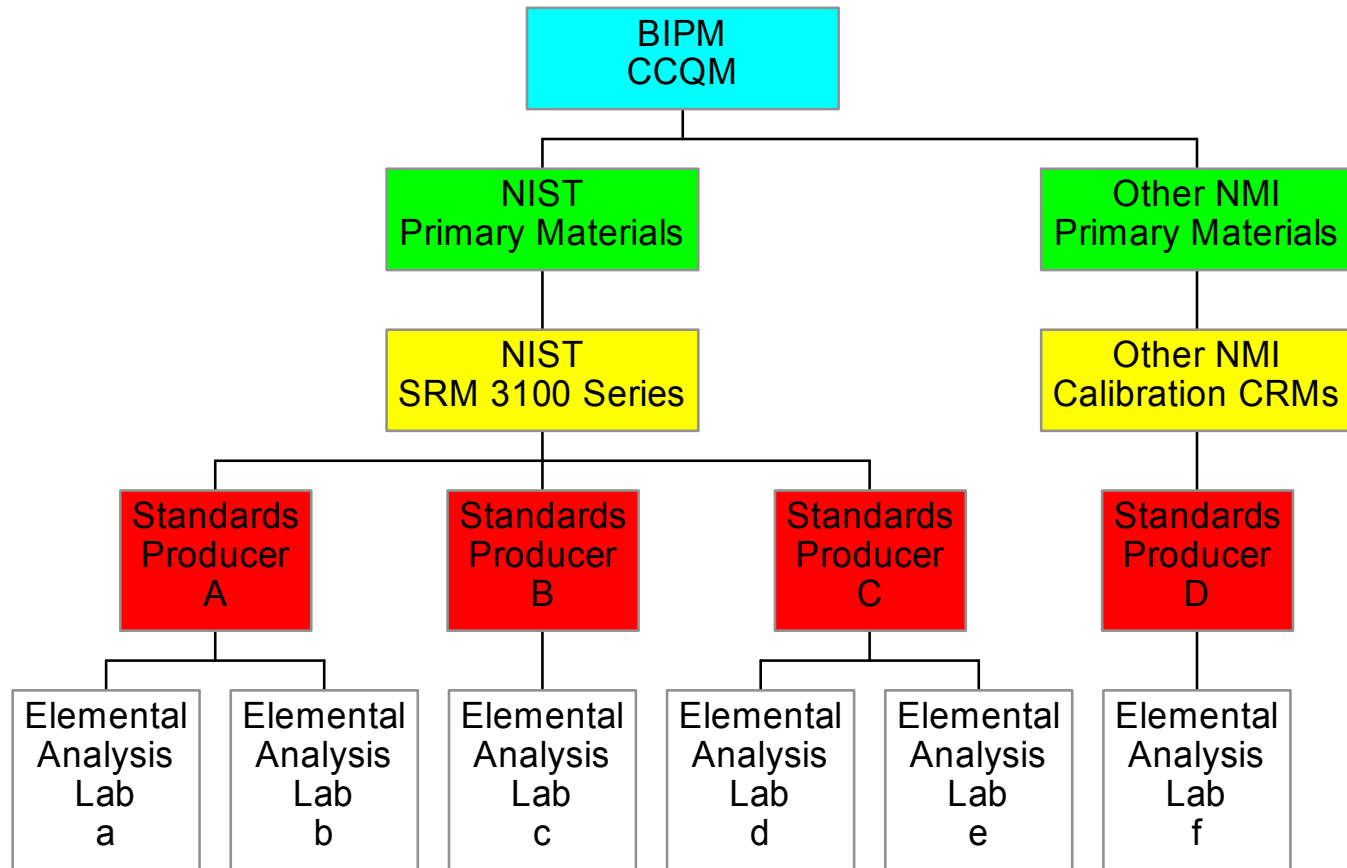 BIPM
CCQM
NIST
Primary Materials
Other NMI
Primary Materials
NIST
SRM 3100 Series
Other NMI
Calibration CRMs
Standards
Producer
A
Standards
Producer
B
Standards
Producer
C
Standards
Producer
D
Elemental
Analysis
Lab
a
Elemental
Analysis
Lab
b
Elemental
Analysis
Lab
c
Elemental
Analysis
Lab
d
Elemental
Analysis
Lab
e
Elemental
Analysis
Lab
f